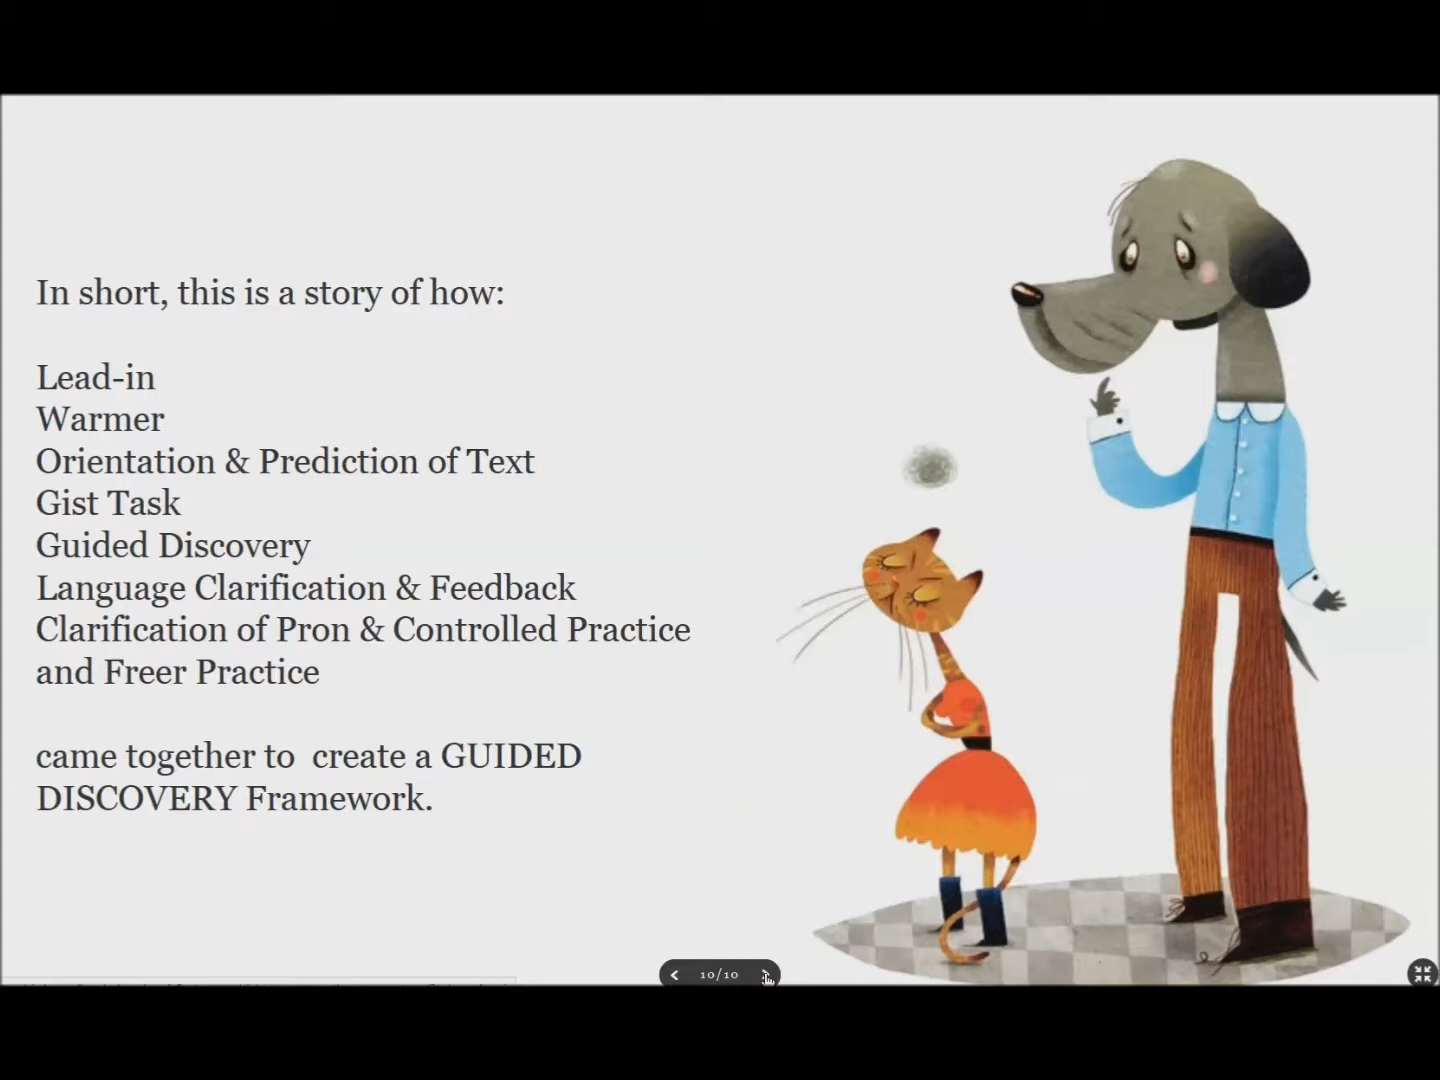 In short, this is a story of how:
Lead-in
Warmer
Orientation & Prediction of Text
Gist Task
Guided Discovery
Language Clarification & Feedback
Clarification of Pron & Controlled Practice
and Freer Practice
came together to  create a GUIDED
DISCOVERY Framework.
10/10